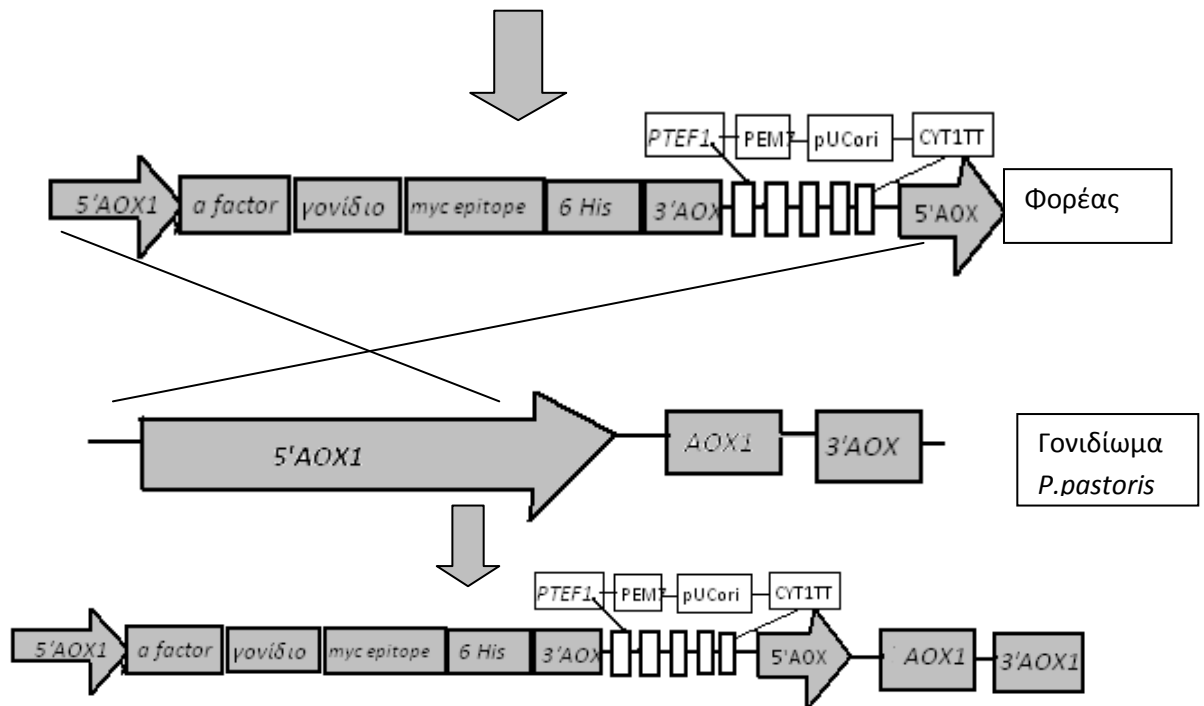 PTEF1 PEM7 pUCori CYT1TT
5'AOX1 a factor γονίδιο myc epitope 6 His 3'AOX 5'AOX
Φορέας
5'AOX1 AOX1 3'AOX
Γονιδίωμα
P.pastoris
PTEF1 PEM7 pUCori CYT1TT
5'AOX1 a factor γονίδιο myc epitope 6 His 3'AOX 5'AOX AOX1 3'AOX1